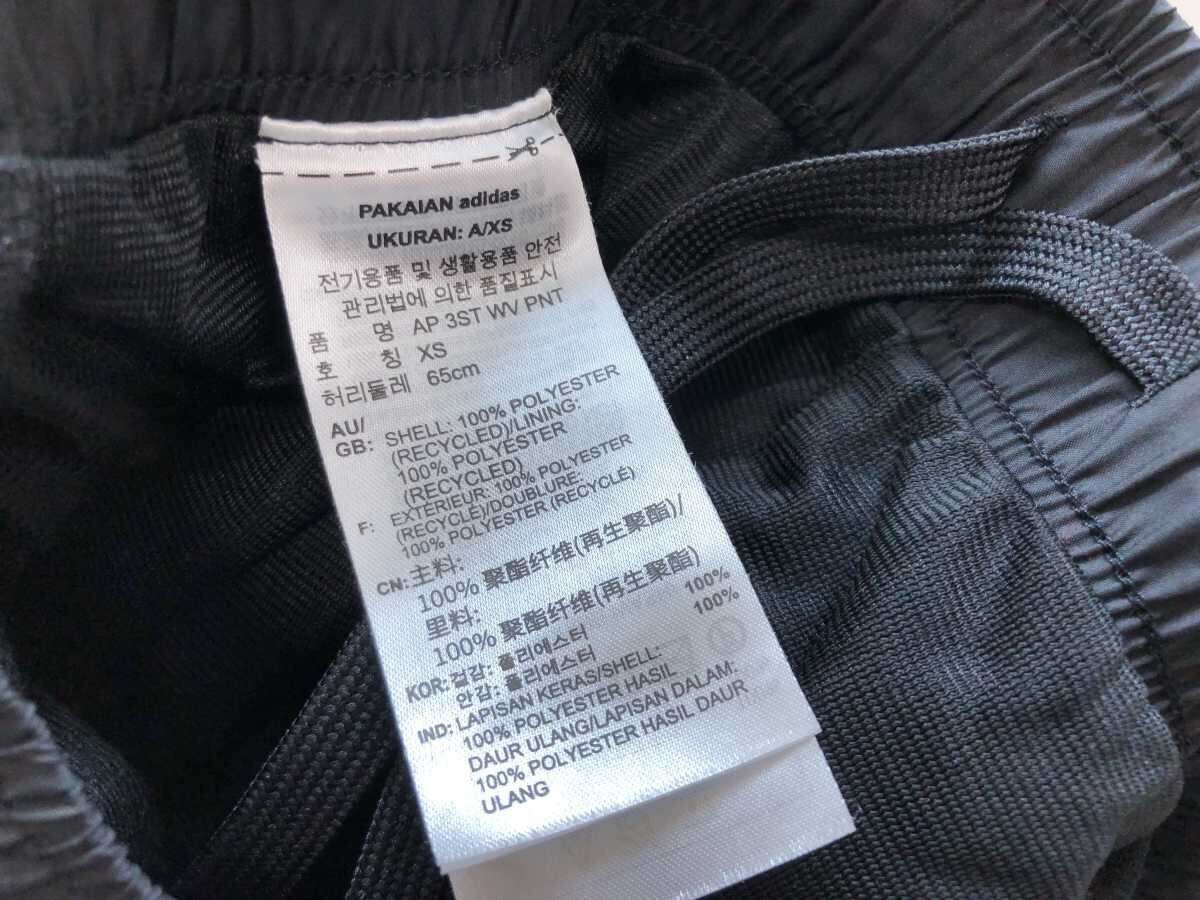 PAKAIAN adidas
UKURAN: A/XS
전기용품 및 생활용품 안전
관리법에 의한 품질표시
품 명 AP 3ST WV PNT
호 칭 XS
허리둘레 65cm
AU/
GB: SHELL: 100% POLYESTER
(RECYCLED)/LINING:
100% POLYESTER
(RECYCLED)
F: EXTÉRIEUR: 100% POLYESTER
(RECYCLÉ)/DOUBLURE:
100% POLYESTER (RECYCLÉ)
CN: 主料:
100% 聚酯纤维(再生聚酯)/
里料:
100% 聚酯纤维(再生聚酯)
KOR: 겉감: 폴리에스터 100%
안감: 폴리에스터 100%
IND: LAPISAN KERAS/SHELL:
100% POLYESTER HASIL
DAUR ULANG/LAPISAN DALAM:
100% POLYESTER HASIL DAUR
ULANG